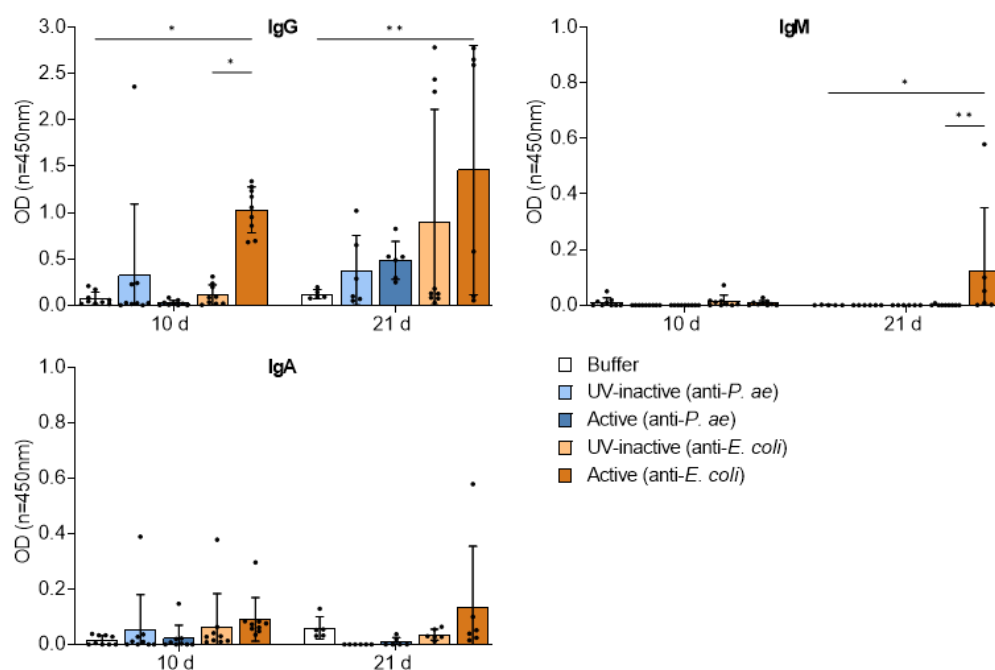 IgG
OD (n=450nm)
3.0
2.5
2.0
1.5
1.0
0.5
0.0
*
*
**
10 d
21 d
IgM
OD (n=450nm)
1.0
0.8
0.6
0.4
0.2
0.0
*
**
10 d
21 d
IgA
OD (n=450nm)
1.0
0.8
0.6
0.4
0.2
0.0
10 d
21 d
Buffer
UV-inactive (anti-P. ae)
Active (anti-P. ae)
UV-inactive (anti-E. coli)
Active (anti-E. coli)